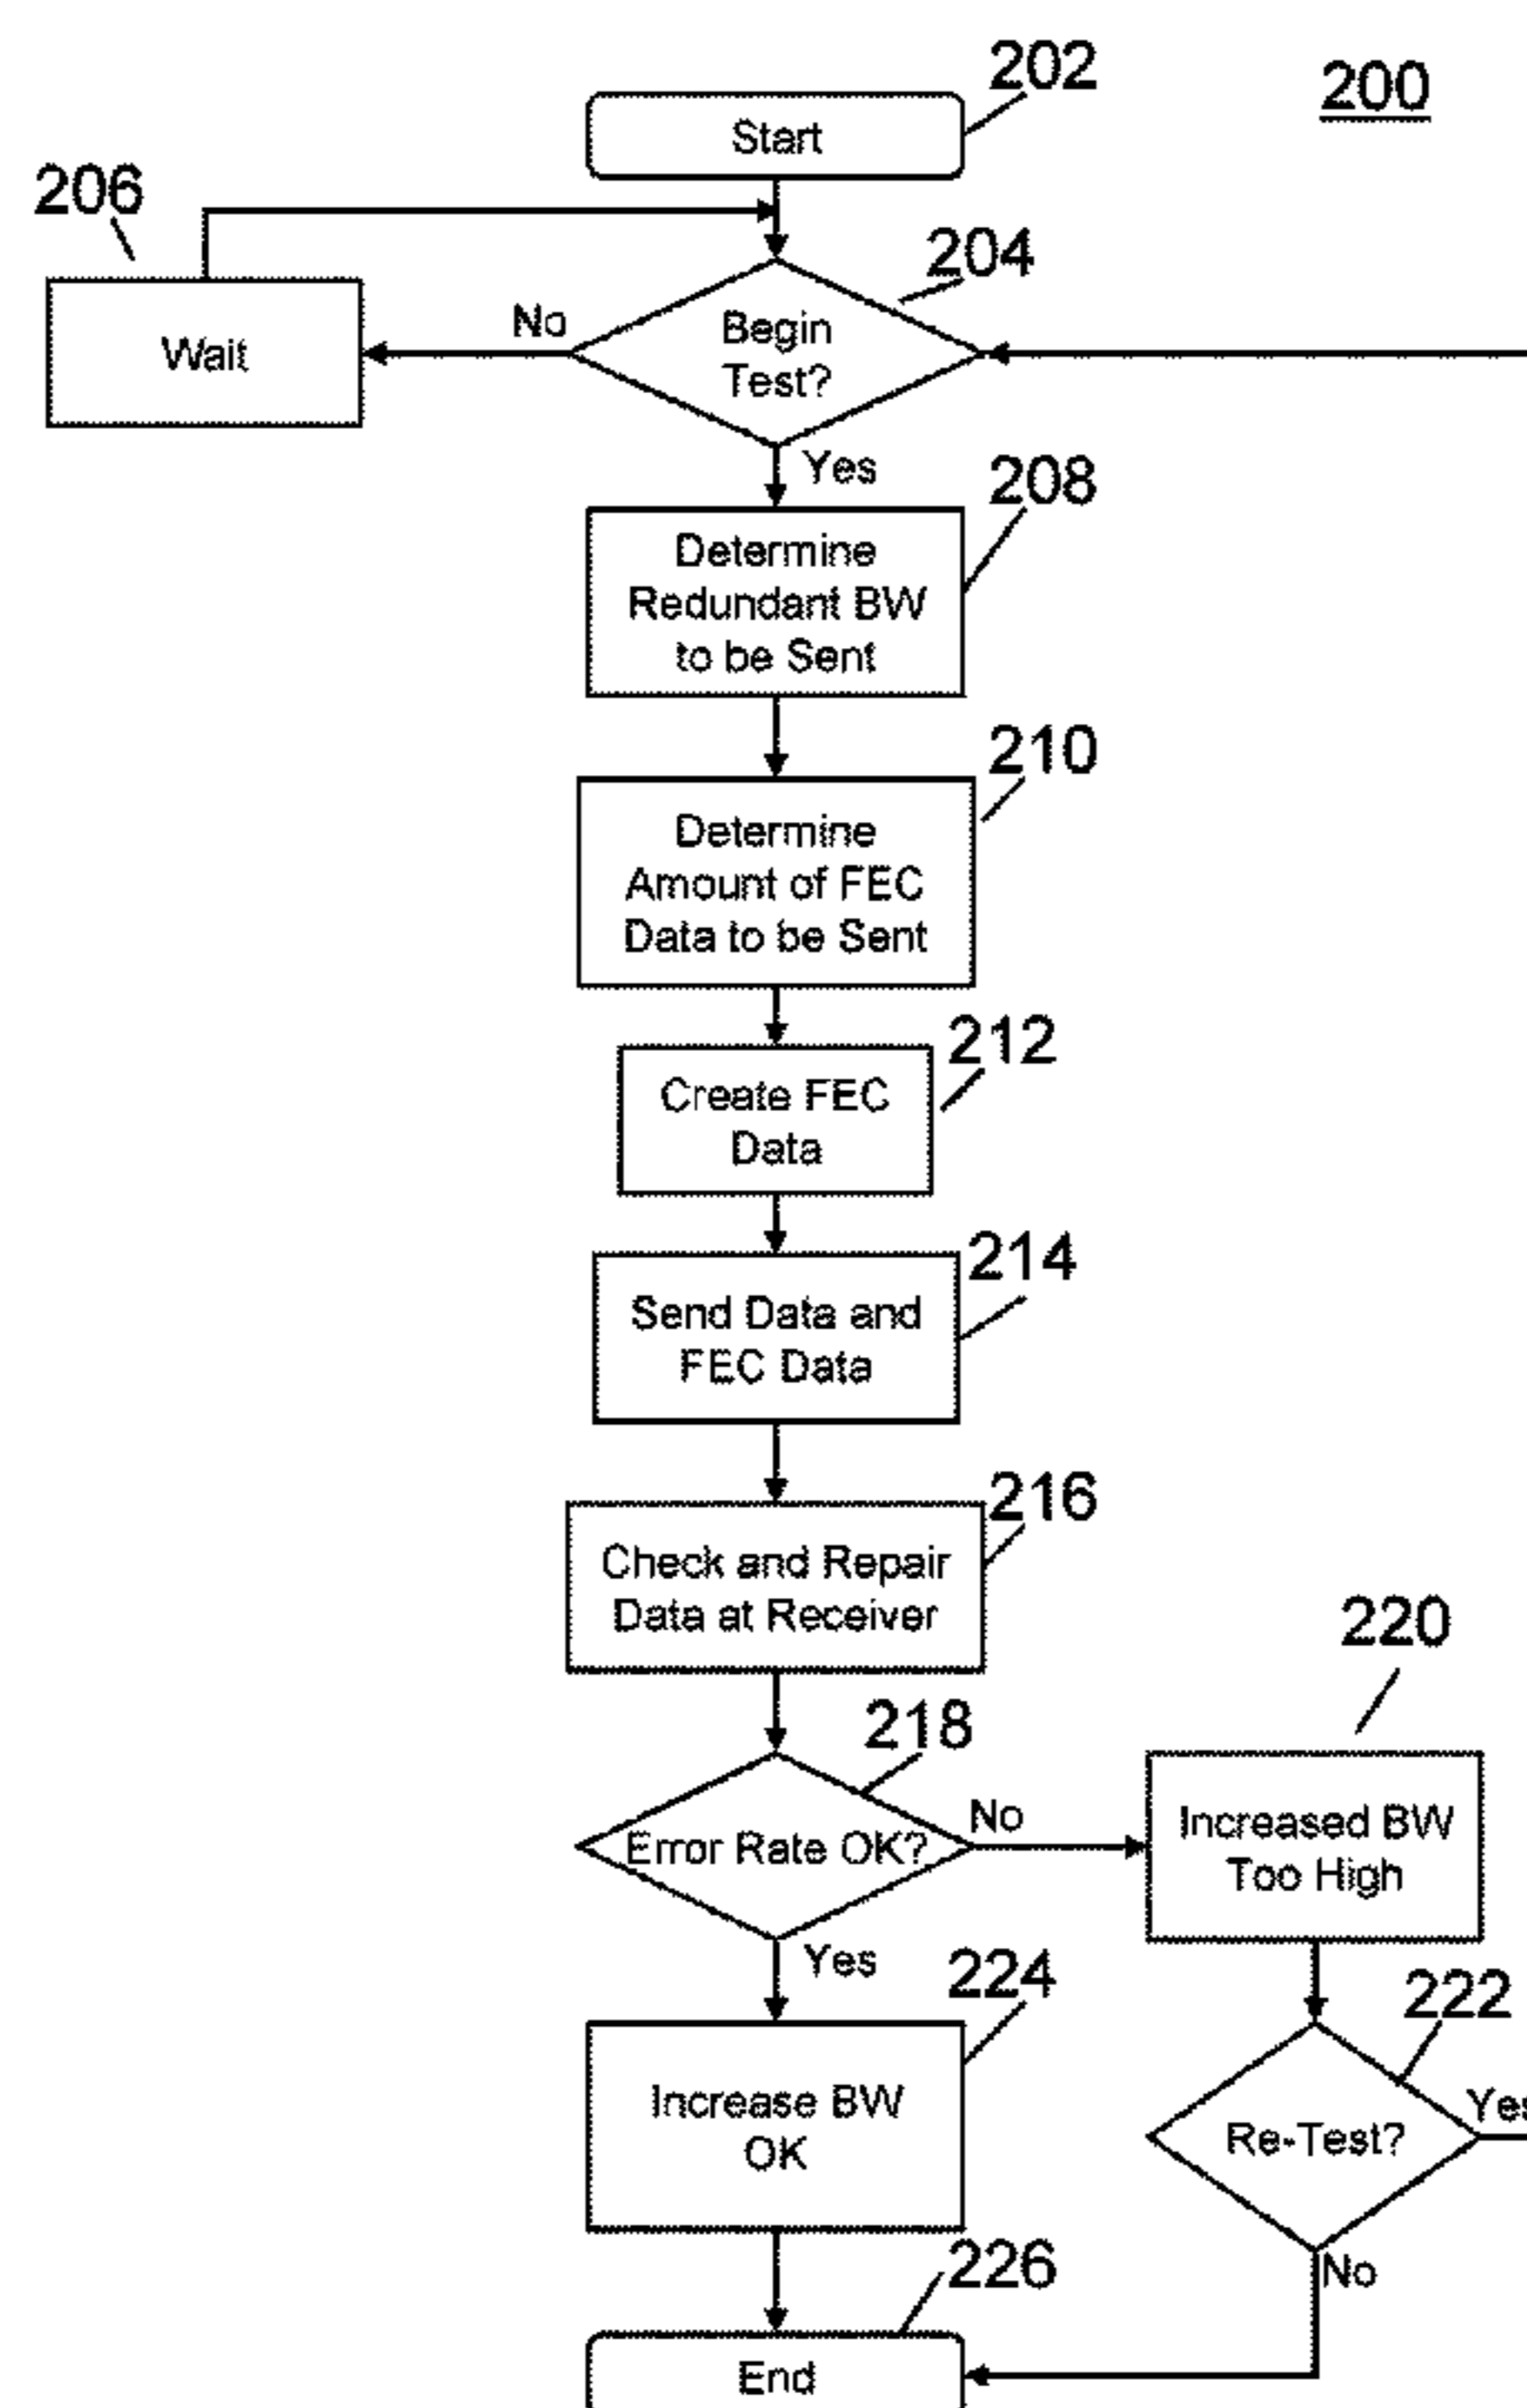 202
200
Start
206
204
Begin
Test?
No
Wait
Yes
208
Determine
Redundant BW
to be Sent
210
Determine
Amount of FEC
Data to be Sent
212
Create FEC
Data
214
Send Data and
FEC Data
216
Check and Repair
Data at Receiver
220
218
Error Rate OK?
No
Increased BW
Too High
Yes
224
222
Increase BW
OK
Re-Test?
Yes
226
No
End